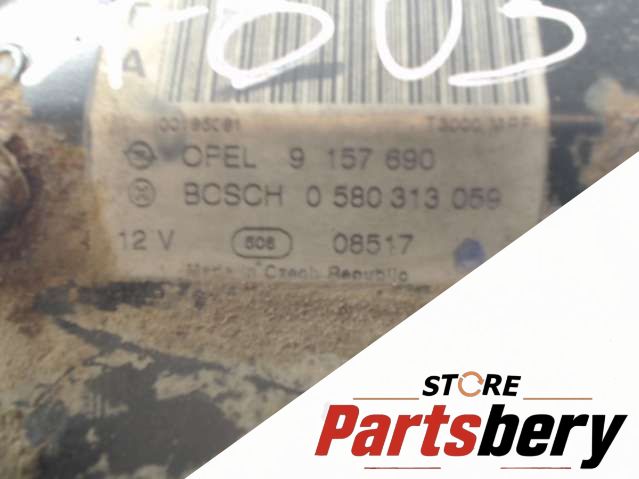 A
OPEL 9 157 690
BOSCH 0 580 313 059
12 V 506 08517
Made in Czech Republic
STORE
Partsbery